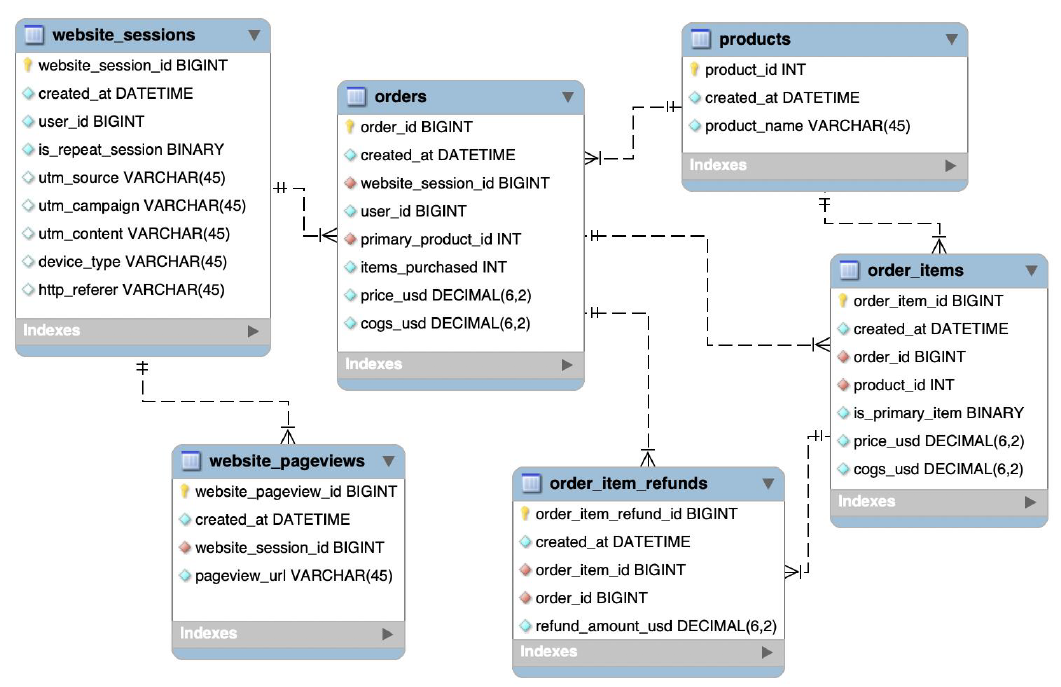 website_sessions
website_session_id BIGINT
created_at DATETIME
user_id BIGINT
is_repeat_session BINARY
utm_source VARCHAR(45)
utm_campaign VARCHAR(45)
utm_content VARCHAR(45)
device_type VARCHAR(45)
http_referer VARCHAR(45)
Indexes
orders
order_id BIGINT
created_at DATETIME
website_session_id BIGINT
user_id BIGINT
primary_product_id INT
items_purchased INT
price_usd DECIMAL(6,2)
cogs_usd DECIMAL(6,2)
Indexes
products
product_id INT
created_at DATETIME
product_name VARCHAR(45)
Indexes
order_items
order_item_id BIGINT
created_at DATETIME
order_id BIGINT
product_id INT
is_primary_item BINARY
price_usd DECIMAL(6,2)
cogs_usd DECIMAL(6,2)
Indexes
website_pageviews
website_pageview_id BIGINT
created_at DATETIME
website_session_id BIGINT
pageview_url VARCHAR(45)
Indexes
order_item_refunds
order_item_refund_id BIGINT
created_at DATETIME
order_item_id BIGINT
order_id BIGINT
refund_amount_usd DECIMAL(6,2)
Indexes